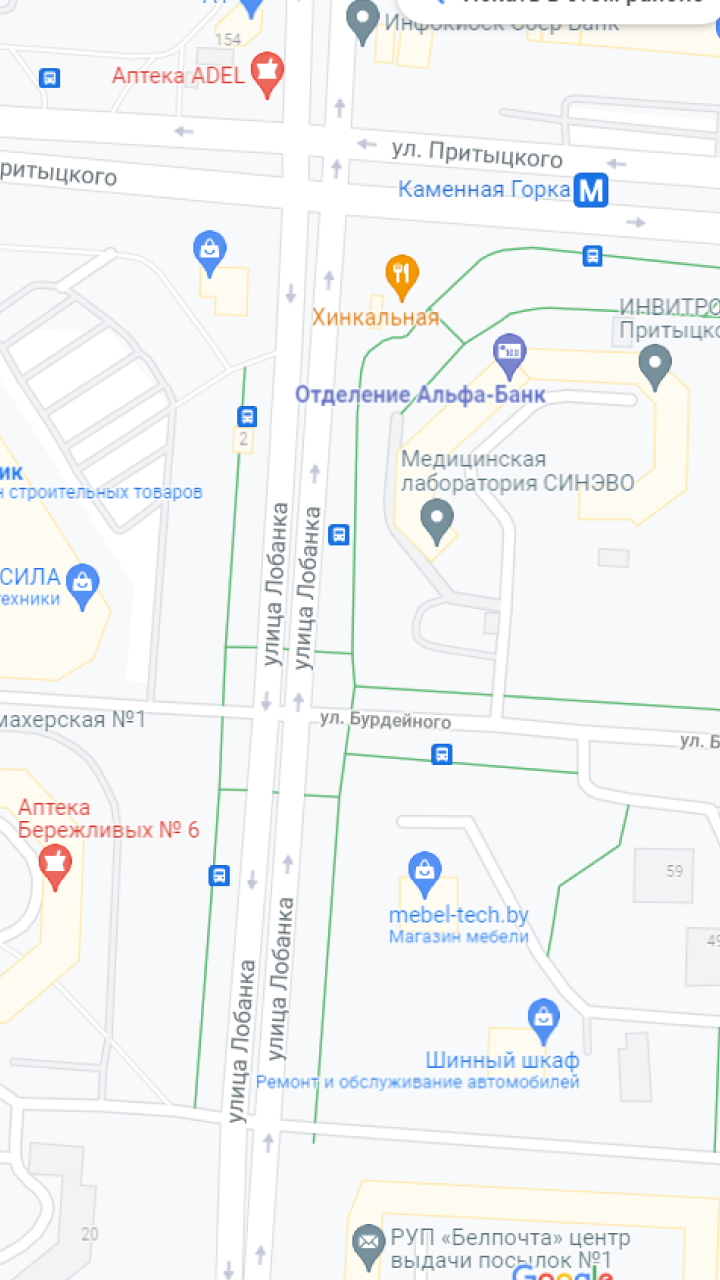 Инфокиоск Сбер Банк
154
Аптека ADEL
ул. Притыцкого
Притыцкого
Каменная Горка М
Хинкальная
ИНВИТРО
Отделение Альфа-Банк
2
Медицинская
лаборатория СИНЭВО
строительных товаров
СИЛА
улица Лобанка
улица Лобанка
махерская №1
ул. Бурдейного
ул. Б
Аптека
Бережливых № 6
59
49
mebel-tech.by
Магазин мебели
улица Лобанка
улица Лобанка
Шинный шкаф
Ремонт и обслуживание автомобилей
20
РУП «Белпочта» центр
выдачи посылок №1
Google